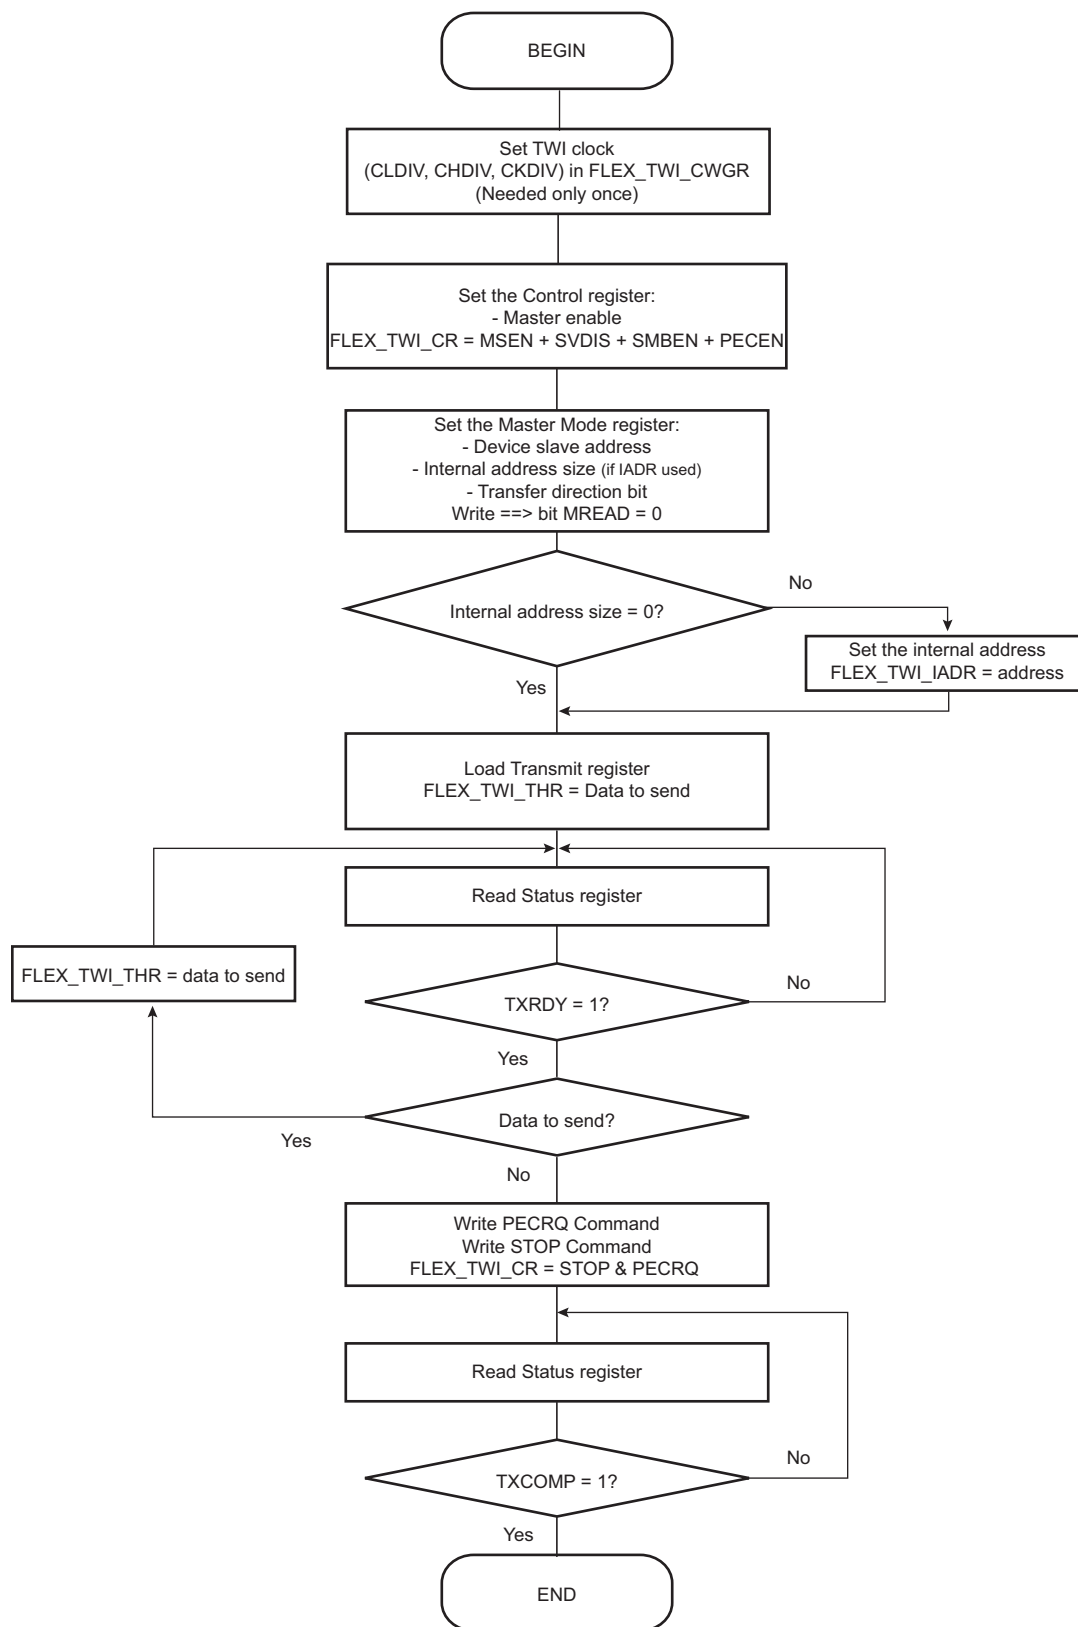 BEGIN
Set TWI clock
(CLDIV, CHDIV, CKDIV) in FLEX_TWI_CWGR
(Needed only once)
Set the Control register:
- Master enable
FLEX_TWI_CR = MSEN + SVDIS + SMBEN + PECEN
Set the Master Mode register:
- Device slave address
- Internal address size (if IADR used)
- Transfer direction bit
Write ==> bit MREAD = 0
No
Internal address size = 0?
Set the internal address
FLEX_TWI_IADR = address
Yes
Load Transmit register
FLEX_TWI_THR = Data to send
Read Status register
FLEX_TWI_THR = data to send
No
TXRDY = 1?
Yes
Data to send?
Yes
No
Write PECRQ Command
Write STOP Command
FLEX_TWI_CR = STOP & PECRQ
Read Status register
No
TXCOMP = 1?
Yes
END